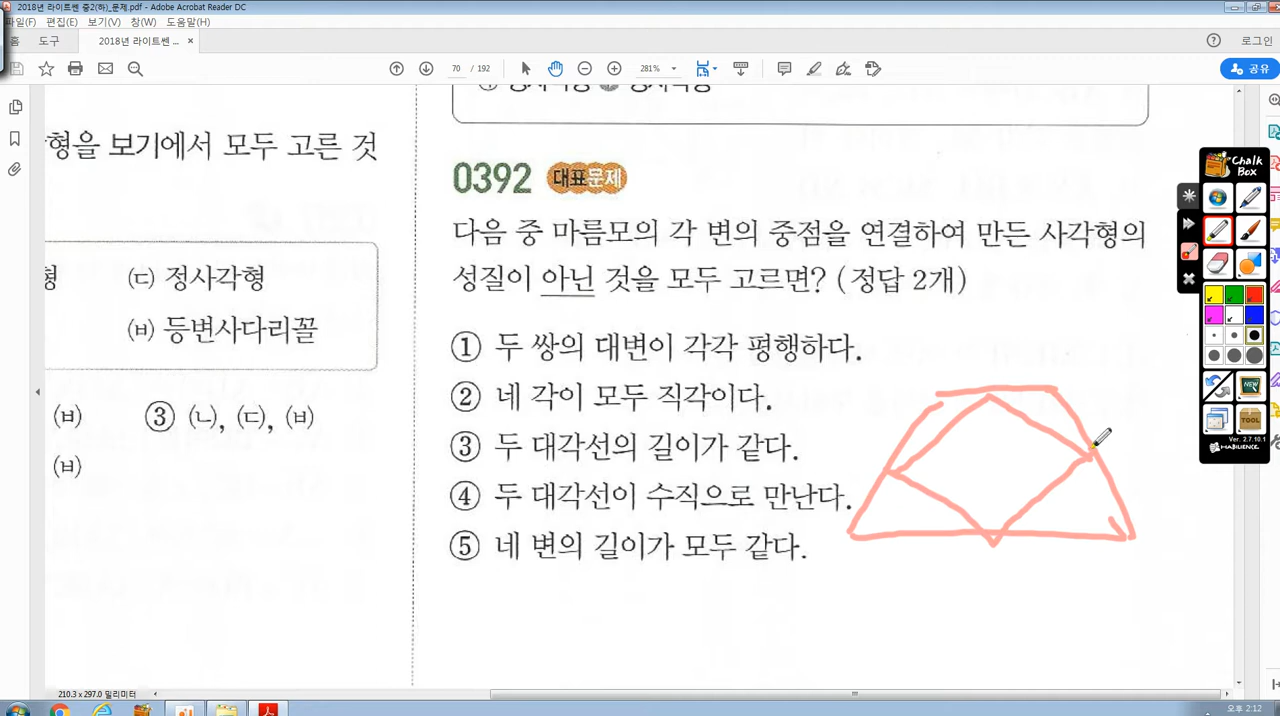 2018년 라이트쎈 중2(하)_문제.pdf - Adobe Acrobat Reader DC
파일(F) 편집(E) 보기(V) 창(W) 도움말(H)
홈 도구 2018년 라이트쎈 ... × 로그인
70 / 192 281% 공유
형을 보기에서 모두 고른 것
형 (ㄷ) 정사각형
(ㅂ) 등변사다리꼴
(ㅂ) ③ (ㄴ), (ㄷ), (ㅂ)
(ㅂ)
0392 대표문제
다음 중 마름모의 각 변의 중점을 연결하여 만든 사각형의
성질이 아닌 것을 모두 고르면? (정답 2개)
① 두 쌍의 대변이 각각 평행하다.
② 네 각이 모두 직각이다.
③ 두 대각선의 길이가 같다.
④ 두 대각선이 수직으로 만난다.
⑤ 네 변의 길이가 모두 같다.
Chalk Box
NEW
TOOL
Ver. 2.7.10.1
MABILIENCE
210.3 x 297.0 밀리미터
오후 2:12